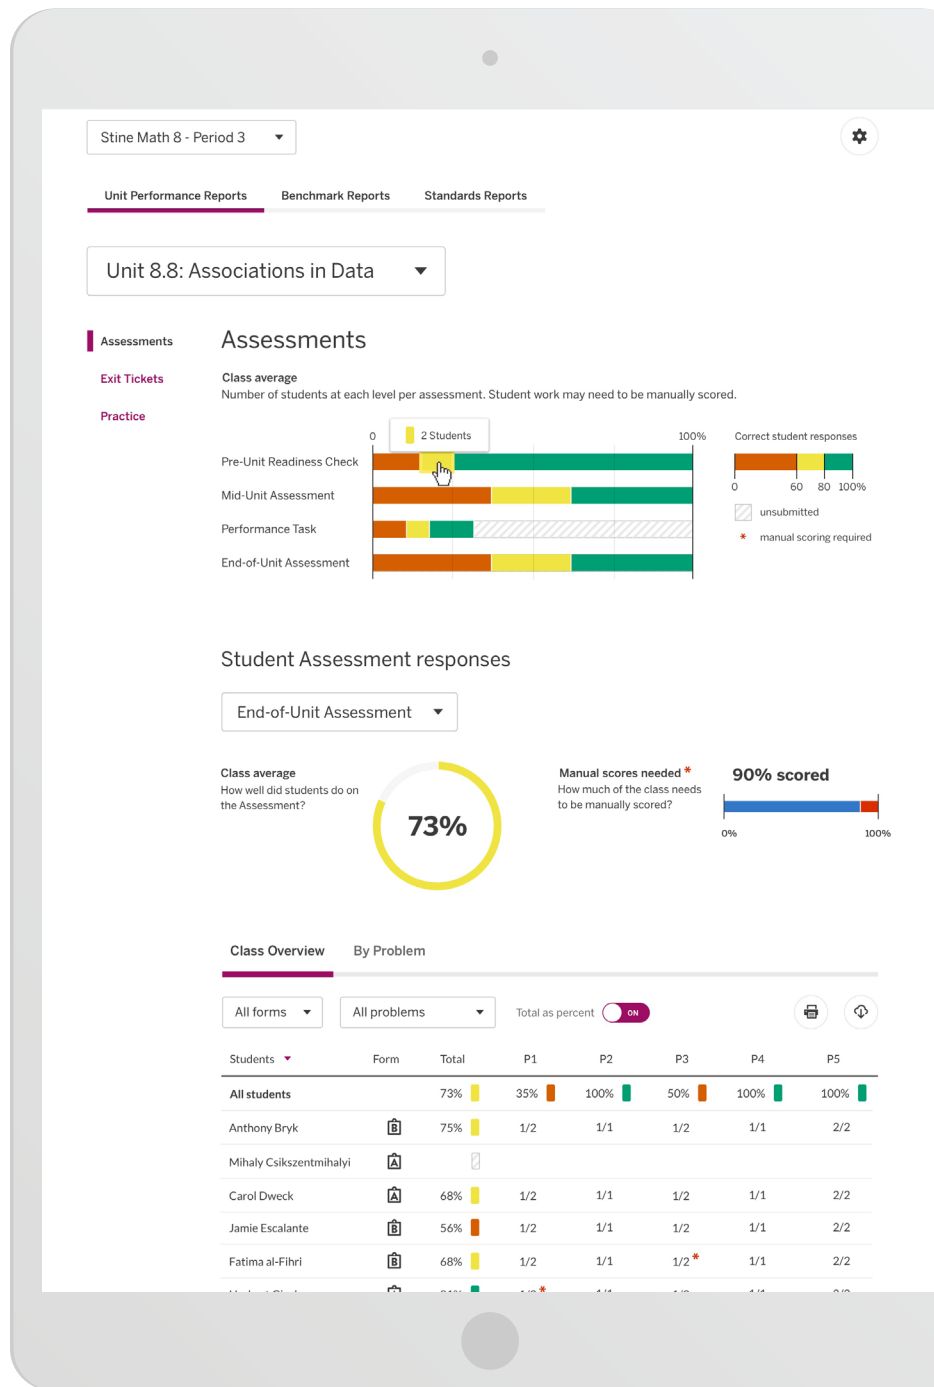 Stine Math 8 - Period 3
Unit Performance Reports Benchmark Reports Standards Reports
Unit 8.8: Associations in Data
Assessments
Exit Tickets
Practice
Assessments
Class average
Number of students at each level per assessment. Student work may need to be manually scored.
0 2 Students 100%
Pre-Unit Readiness Check
Mid-Unit Assessment
Performance Task
End-of-Unit Assessment
Correct student responses
0 60 80 100%
unsubmitted
* manual scoring required
Student Assessment responses
End-of-Unit Assessment
Class average
How well did students do on
the Assessment?
73%
Manual scores needed *
How much of the class needs
to be manually scored?
90% scored
0% 100%
Class Overview By Problem
All forms All problems Total as percent ON
Students Form Total P1 P2 P3 P4 P5
All students 73% 35% 100% 50% 100% 100%
Anthony Bryk B 75% 1/2 1/1 1/2 1/1 2/2
Mihaly Csikszentmihalyi A
Carol Dweck A 68% 1/2 1/1 1/2 1/1 2/2
Jamie Escalante B 56% 1/2 1/1 1/2 1/1 2/2
Fatima al-Fihri B 68% 1/2 1/1 1/2 * 1/1 2/2